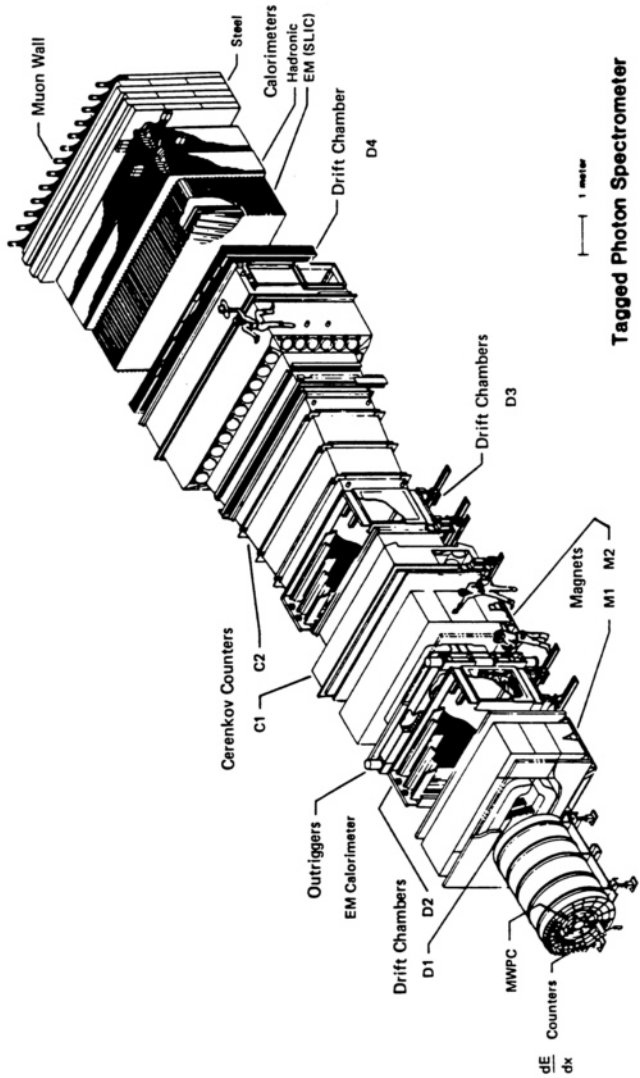 Muon Wall
Steel
Calorimeters
Hadronic
EM (SLIC)
Drift Chamber
D4
Cerenkov Counters
C1
C2
Drift Chambers
D3
Outriggers
EM Calorimeter
Magnets
M1
M2
Drift Chambers
D1
D2
MWPC
dE
dx
Counters
1 meter
Tagged Photon Spectrometer